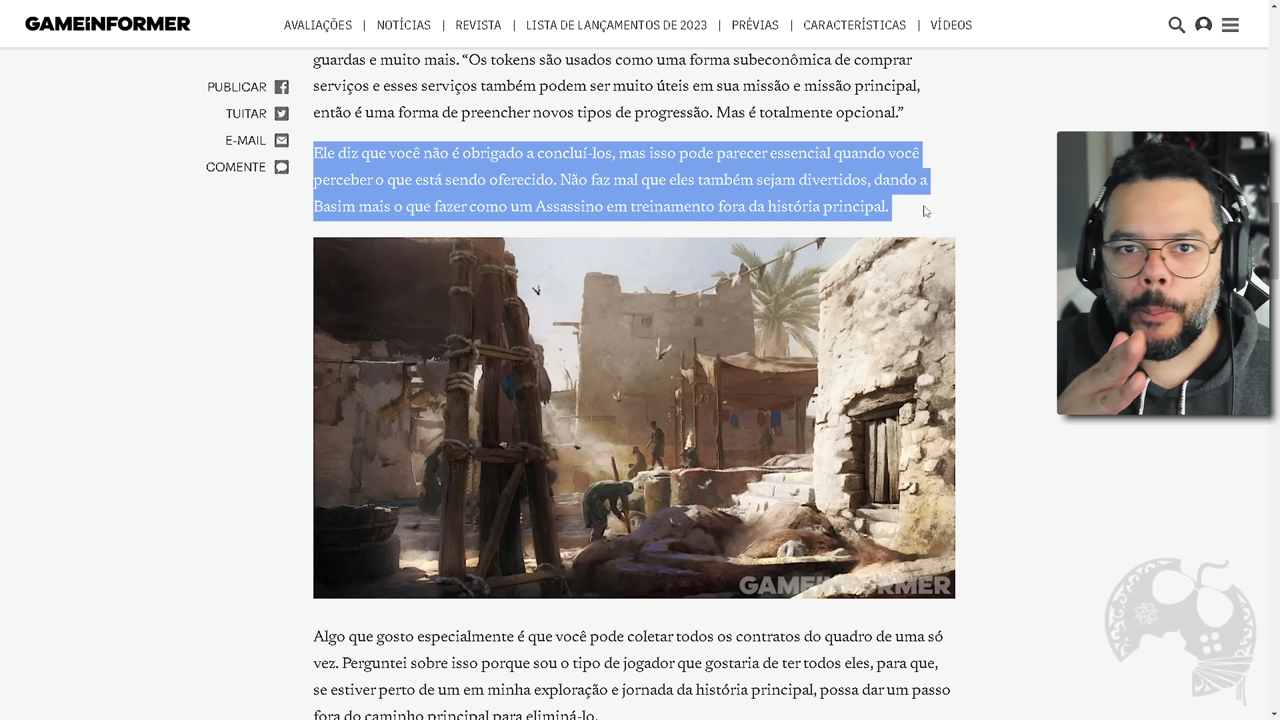 GAMEiNFORMER
AVALIAÇÕES | NOTÍCIAS | REVISTA | LISTA DE LANÇAMENTOS DE 2023 | PRÉVIAS | CARACTERÍSTICAS | VÍDEOS
guardas e muito mais. “Os tokens são usados como uma forma subeconômica de comprar
serviços e esses serviços também podem ser muito úteis em sua missão e missão principal,
então é uma forma de preencher novos tipos de progressão. Mas é totalmente opcional.”
PUBLICAR
TUITAR
E-MAIL
COMENTE
Ele diz que você não é obrigado a concluí-los, mas isso pode parecer essencial quando você
perceber o que está sendo oferecido. Não faz mal que eles também sejam divertidos, dando a
Basim mais o que fazer como um Assassino em treinamento fora da história principal.
GAMEiNFORMER
Algo que gosto especialmente é que você pode coletar todos os contratos do quadro de uma só
vez. Perguntei sobre isso porque sou o tipo de jogador que gostaria de ter todos eles, para que,
se estiver perto de um em minha exploração e jornada da história principal, possa dar um passo
fora do caminho principal para eliminá-lo.